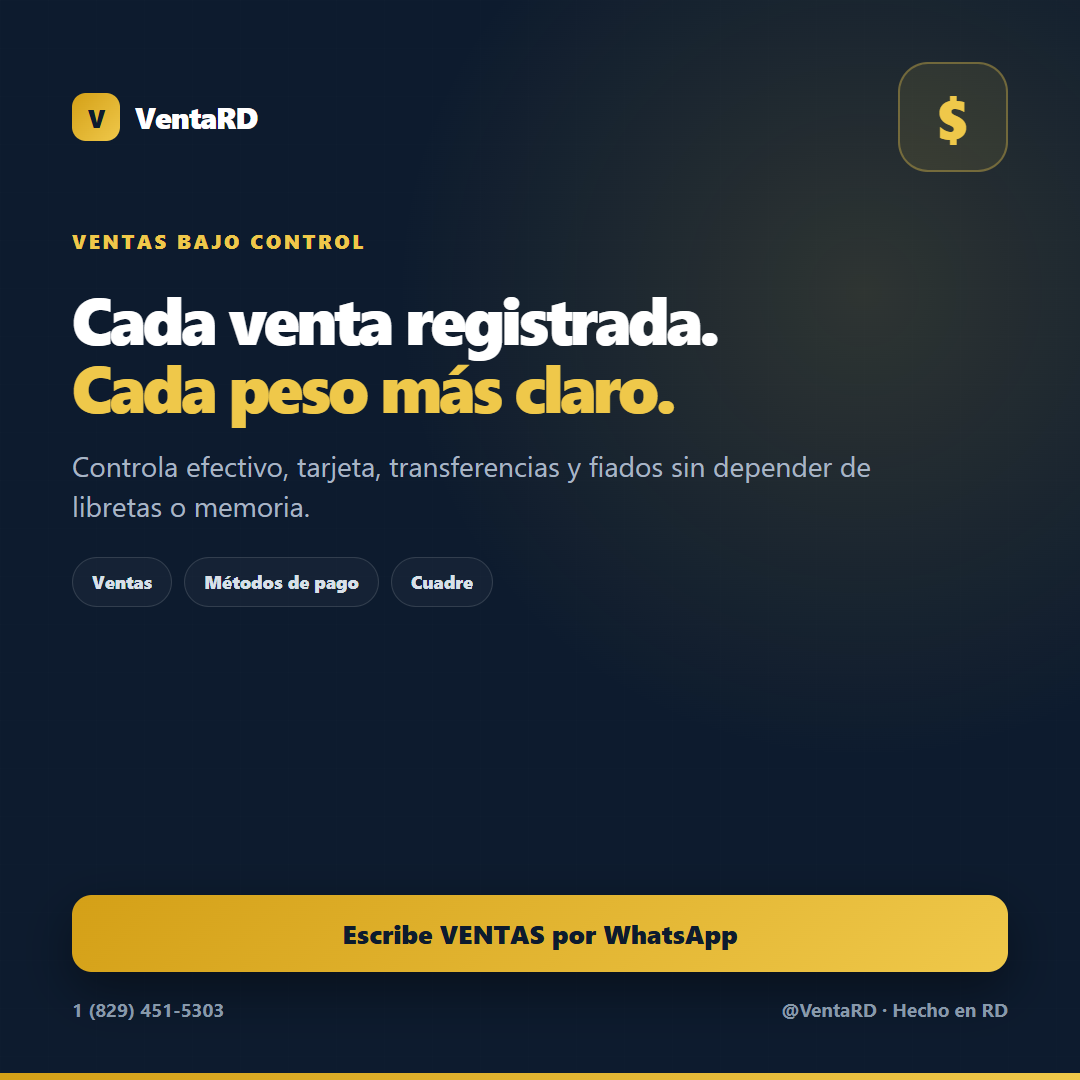 V VentaRD
$
VENTAS BAJO CONTROL
Cada venta registrada.
Cada peso más claro.
Controla efectivo, tarjeta, transferencias y fiados sin depender de
libretas o memoria.
Ventas Métodos de pago Cuadre
Escribe VENTAS por WhatsApp
1 (829) 451-5303 @VentaRD · Hecho en RD